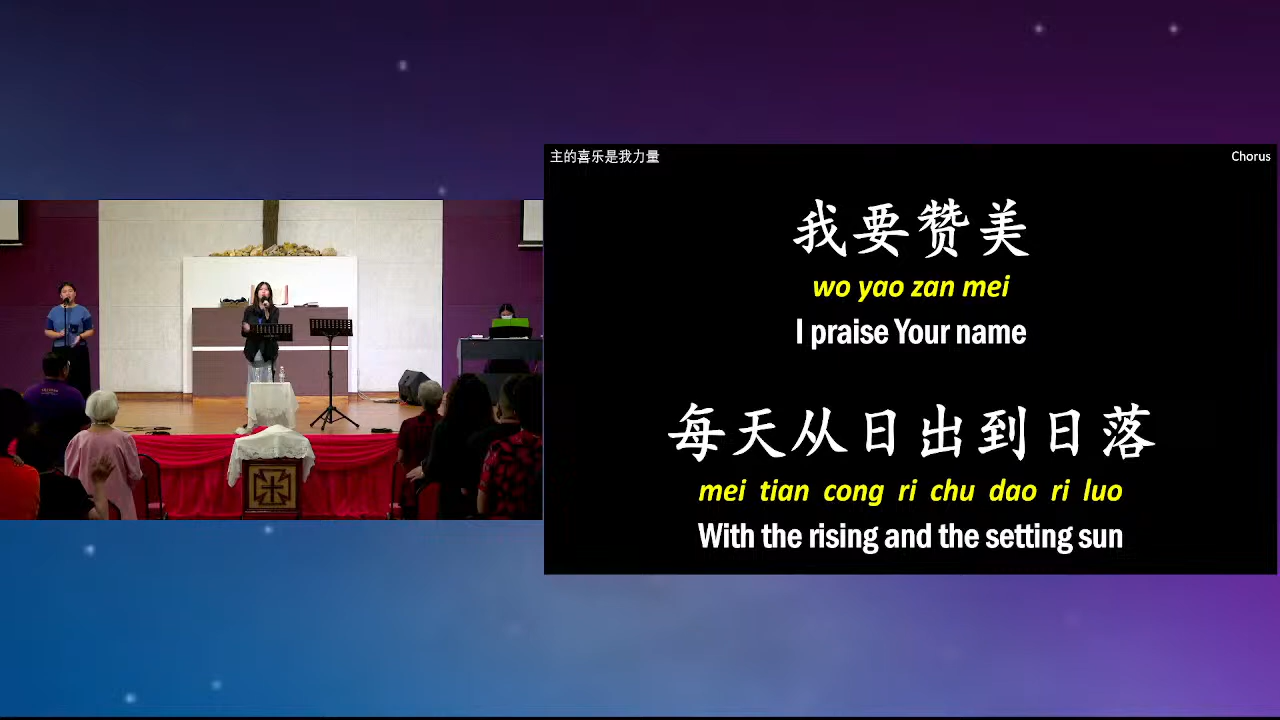 主的喜乐是我力量
Chorus
我要赞美
wo yao zan mei
I praise Your name
每天从日出到日落
mei tian cong ri chu dao ri luo
With the rising and the setting sun